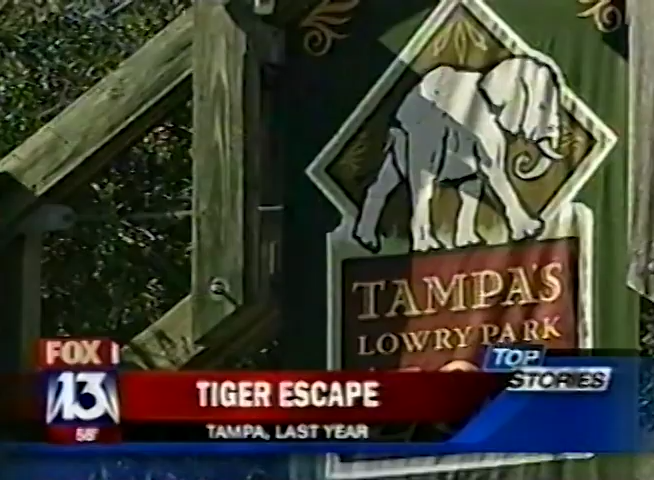 TAMPA'S
LOWRY PARK
FOX
13
58°
TIGER ESCAPE
TAMPA, LAST YEAR
TOP
STORIES